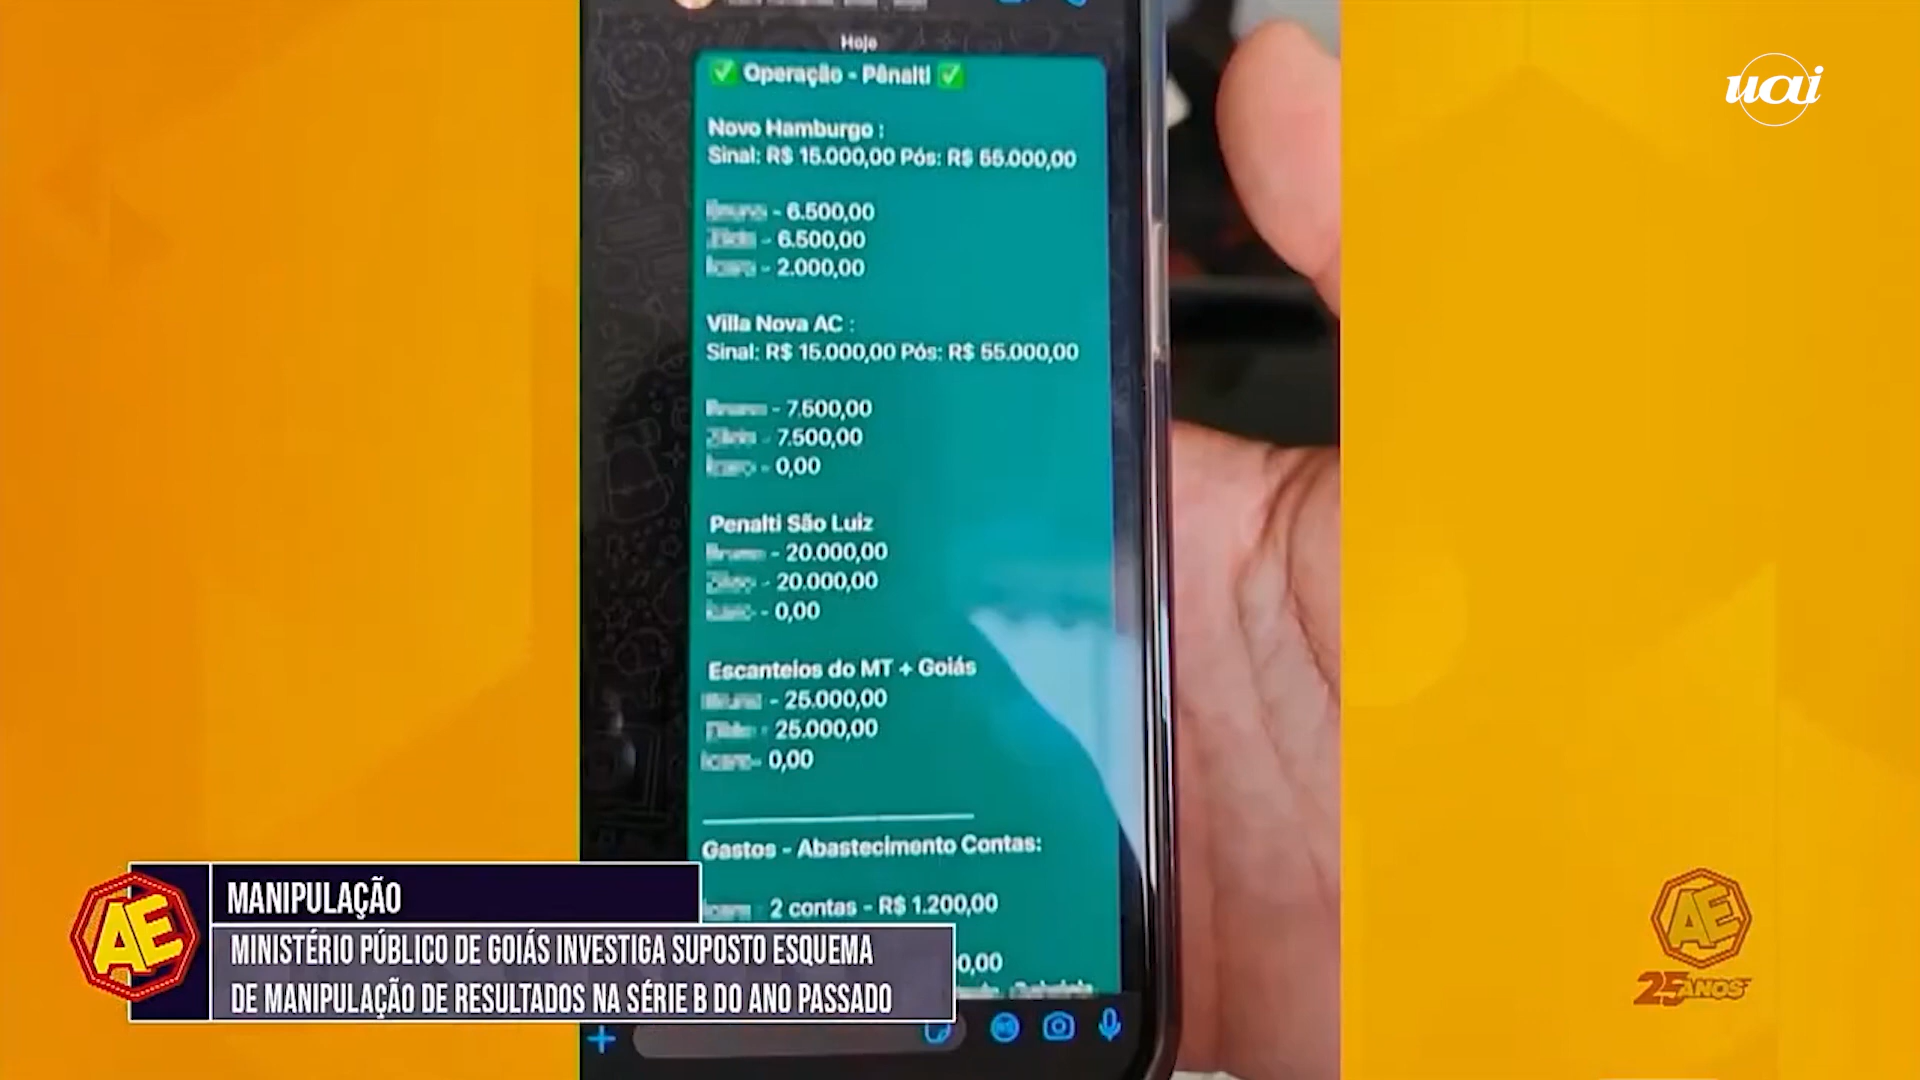 Hoje
✅ Operação - Pênalti ✅
Novo Hamburgo :
Sinal: R$ 15.000,00 Pós: R$ 55.000,00
- 6.500,00
- 6.500,00
- 2.000,00
Villa Nova AC :
Sinal: R$ 15.000,00 Pós: R$ 55.000,00
- 7.500,00
- 7.500,00
- 0,00
Penalti São Luiz
- 20.000,00
- 20.000,00
- 0,00
Escanteios do MT + Goiás
- 25.000,00
- 25.000,00
- 0,00
Gastos - Abastecimento Contas:
2 contas - R$ 1.200,00
0,00
uai
AE
MANIPULAÇÃO
MINISTÉRIO PÚBLICO DE GOIÁS INVESTIGA SUPOSTO ESQUEMA
DE MANIPULAÇÃO DE RESULTADOS NA SÉRIE B DO ANO PASSADO
AE
25 ANOS